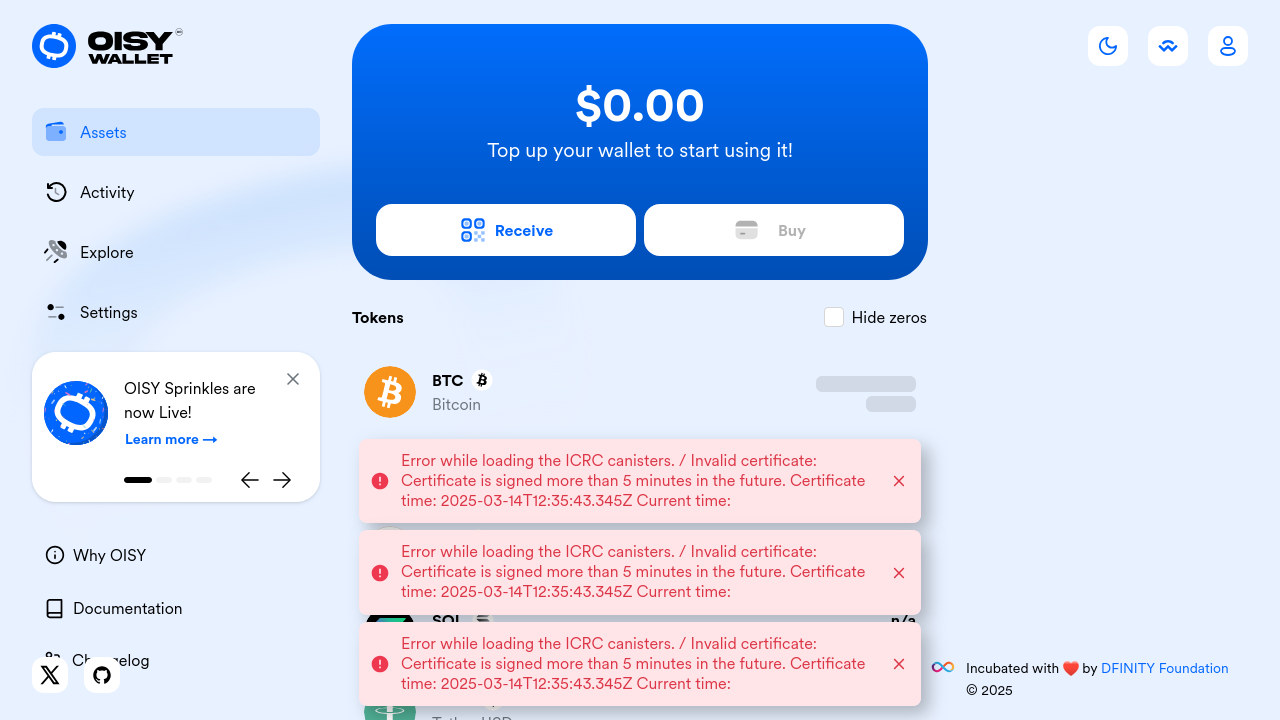 OISY
WALLET
Assets
Activity
Explore
Settings
OISY Sprinkles are
now Live!
Learn more →
Why OISY
Documentation
Changelog
$0.00
Top up your wallet to start using it!
Receive
Buy
Tokens
Hide zeros
BTC
Bitcoin
Error while loading the ICRC canisters. / Invalid certificate:
Certificate is signed more than 5 minutes in the future. Certificate
time: 2025-03-14T12:35:43.345Z Current time:
Error while loading the ICRC canisters. / Invalid certificate:
Certificate is signed more than 5 minutes in the future. Certificate
time: 2025-03-14T12:35:43.345Z Current time:
SOL
n/a
Error while loading the ICRC canisters. / Invalid certificate:
Certificate is signed more than 5 minutes in the future. Certificate
time: 2025-03-14T12:35:43.345Z Current time:
Tether USD
Incubated with ❤️ by DFINITY Foundation
© 2025